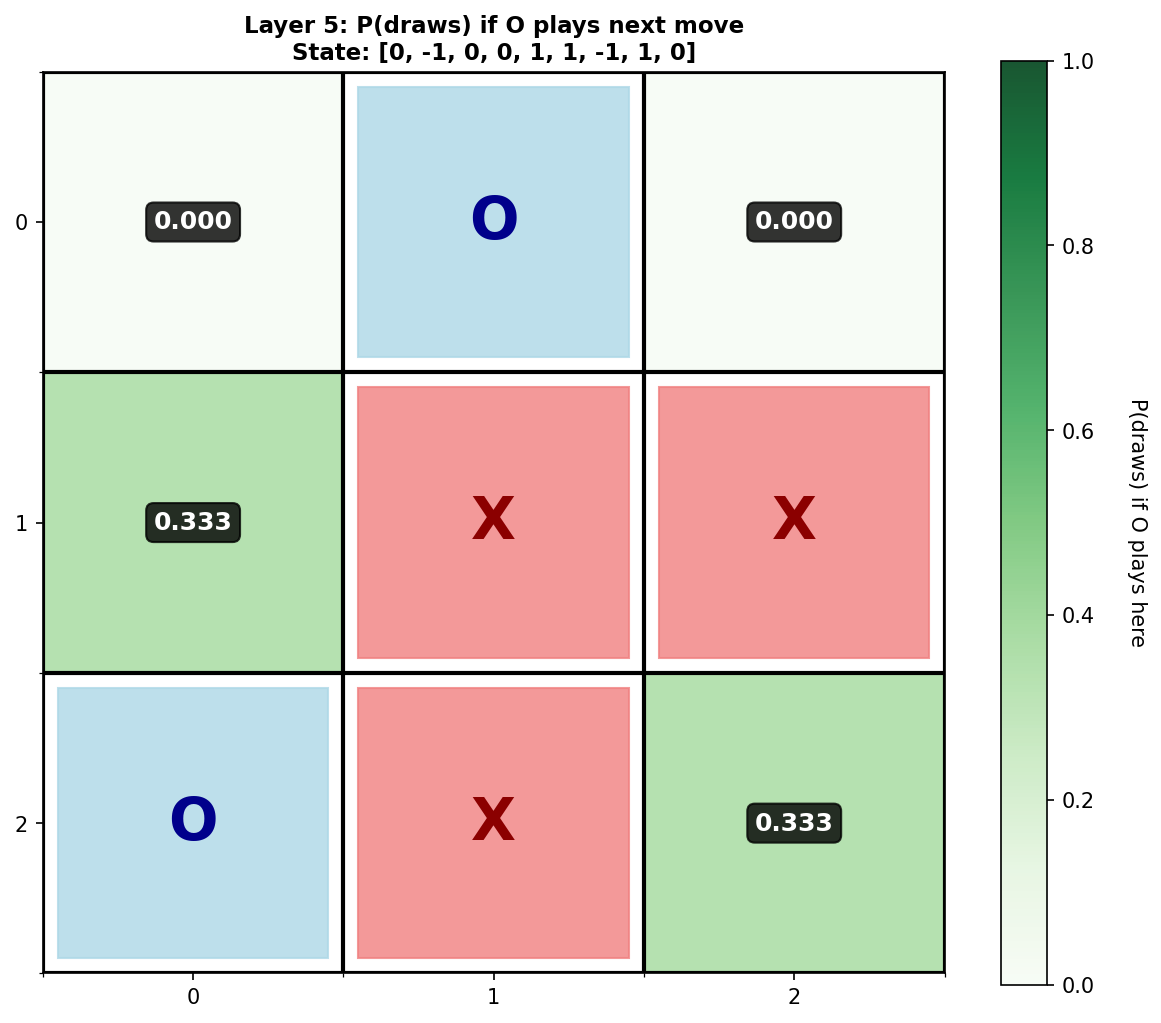 Layer 5: P(draws) if O plays next move
State: [0, -1, 0, 0, 1, 1, -1, 1, 0]
0
0.000
O
0.000
1
0.333
X
X
2
O
X
0.333
0
1
2
1.0
0.8
0.6
0.4
0.2
0.0
P(draws) if O plays here